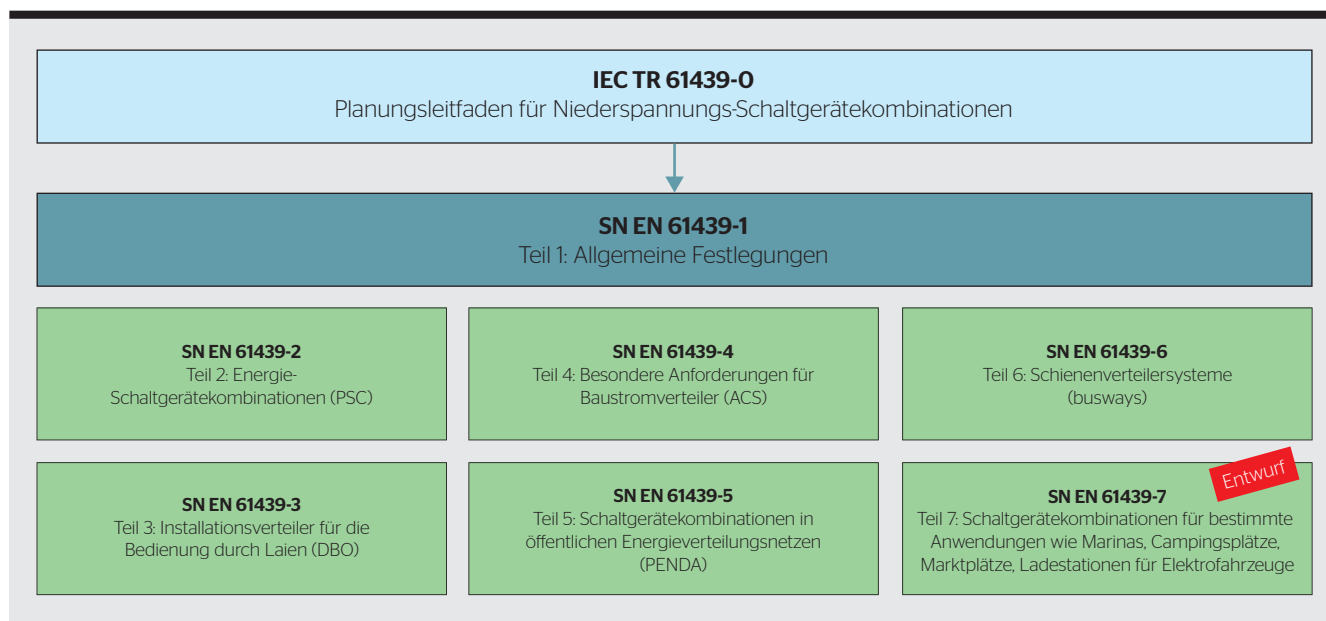 IEC TR 61439-0
Planungsleitfaden für Niederspannungs-Schaltgerätekombinationen
SN EN 61439-1
Teil 1: Allgemeine Festlegungen
SN EN 61439-2
Teil 2: Energie-
Schaltgerätekombinationen (PSC)
SN EN 61439-4
Teil 4: Besondere Anforderungen für
Baustromverteiler (ACS)
SN EN 61439-6
Teil 6: Schienenverteilersysteme
(busways)
SN EN 61439-3
Teil 3: Installationsverteiler für die
Bedienung durch Laien (DBO)
SN EN 61439-5
Teil 5: Schaltgerätekombinationen in
öffentlichen Energieverteilungsnetzen
(PENDA)
Entwurf
SN EN 61439-7
Teil 7: Schaltgerätekombinationen für bestimmte
Anwendungen wie Marinas, Campingsplätze,
Marktplätze, Ladestationen für Elektrofahrzeuge